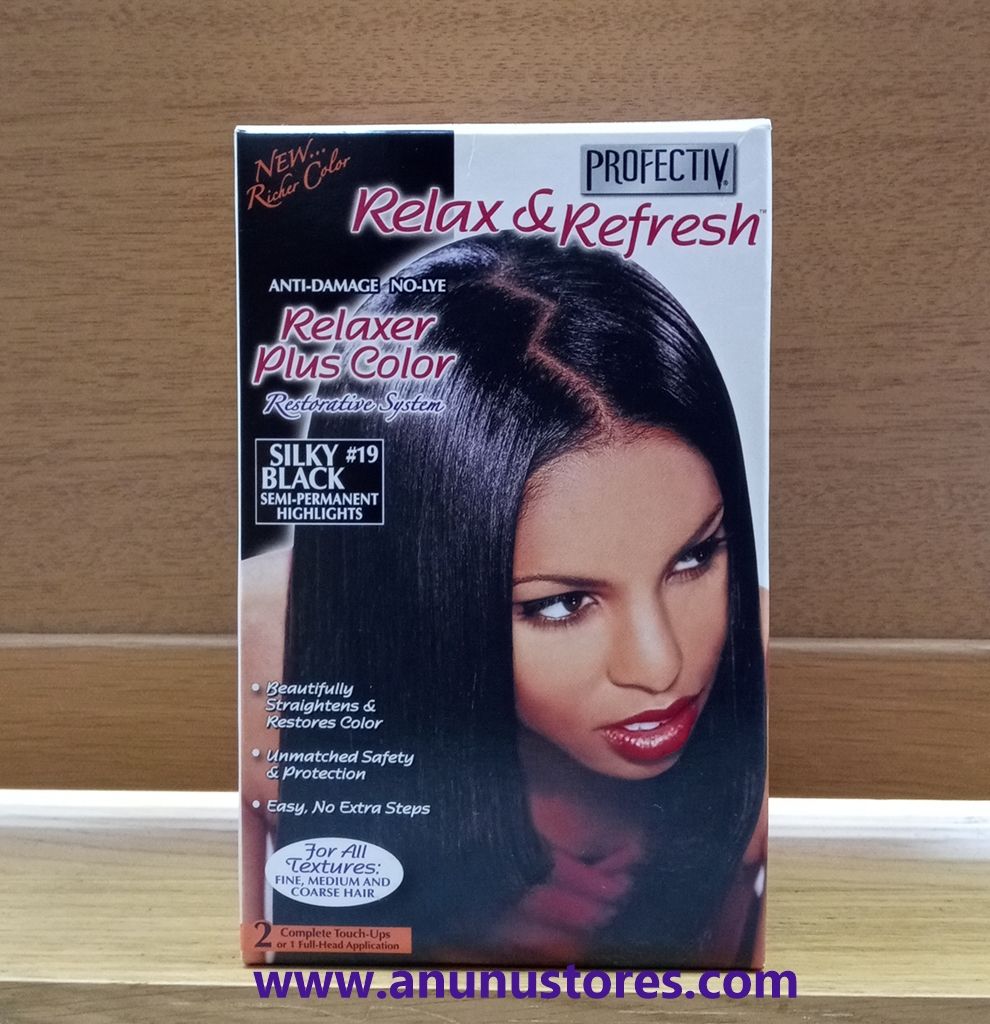 NEW...
Richer Color
PROFECTIV®
Relax & Refresh™
ANTI-DAMAGE NO-LYE
Relaxer
Plus Color
Restorative System
SILKY #19
BLACK
SEMI-PERMANENT
HIGHLIGHTS
• Beautifully
Straightens &
Restores Color
• Unmatched Safety
& Protection
• Easy, No Extra Steps
For All
Textures:
FINE, MEDIUM AND
COARSE HAIR
2 Complete Touch-Ups
or 1 Full-Head Application
www.anunustores.com